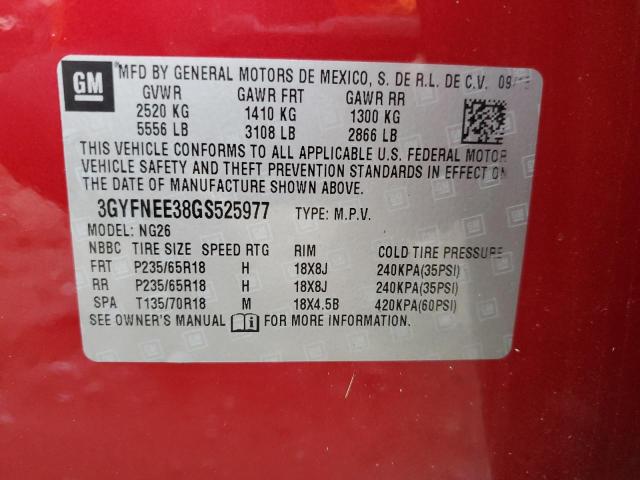 GM MFD BY GENERAL MOTORS DE MEXICO, S. DE R.L. DE C.V. 09/
GVWR GAWR FRT GAWR RR
2520 KG 1410 KG 1300 KG
5556 LB 3108 LB 2866 LB
THIS VEHICLE CONFORMS TO ALL APPLICABLE U.S. FEDERAL MOTOR
VEHICLE SAFETY AND THEFT PREVENTION STANDARDS IN EFFECT ON
THE DATE OF MANUFACTURE SHOWN ABOVE.
3GYFNEE38GS525977 TYPE: M.P.V.
MODEL: NG26
NBBC TIRE SIZE SPEED RTG RIM COLD TIRE PRESSURE
FRT P235/65R18 H 18X8J 240KPA(35PSI)
RR P235/65R18 H 18X8J 240KPA(35PSI)
SPA T135/70R18 M 18X4.5B 420KPA(60PSI)
SEE OWNER'S MANUAL FOR MORE INFORMATION.